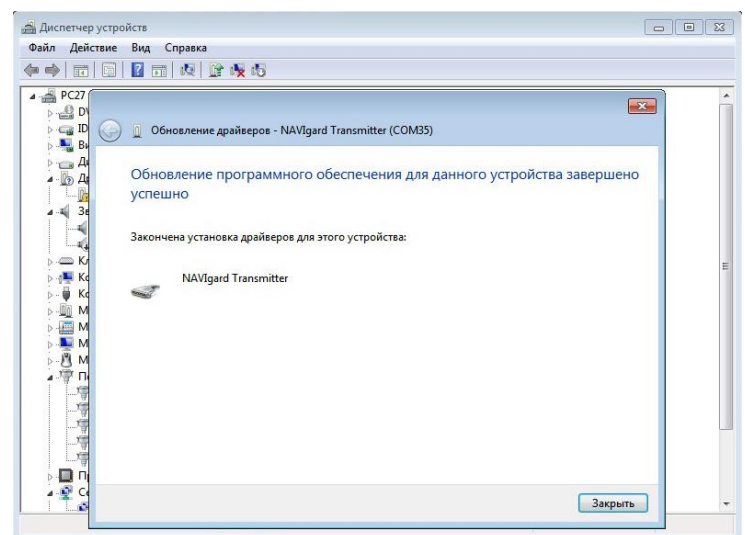 Диспетчер устройств
Файл Действие Вид Справка
PC27
Обновление драйверов - NAVIgard Transmitter (COM35)
Обновление программного обеспечения для данного устройства завершено
успешно
Закончена установка драйверов для этого устройства:
NAVIgard Transmitter
Закрыть